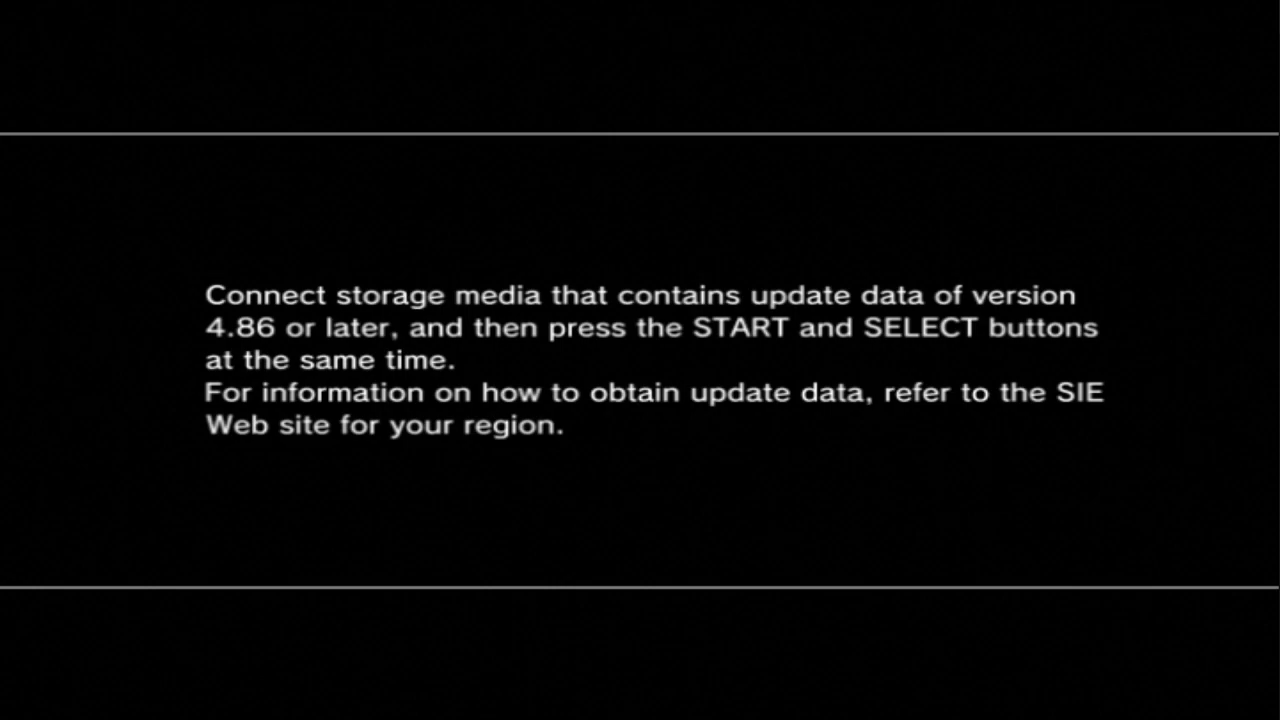 Connect storage media that contains update data of version
4.86 or later, and then press the START and SELECT buttons
at the same time.
For information on how to obtain update data, refer to the SIE
Web site for your region.